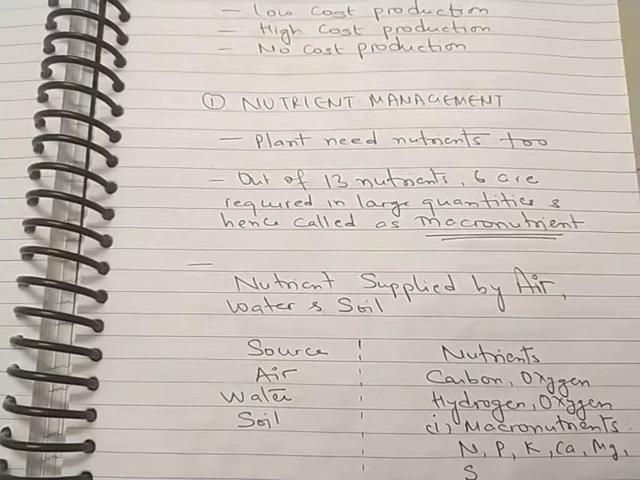 – Low cost production
– High cost production
– No cost production
① NUTRIENT MANAGEMENT
– Plant need nutrients too
– Out of 13 nutrients, 6 are
required in large quantities &
hence called as macronutrient
–
Nutrient Supplied by Air,
Water & Soil
Source Nutrients
Air Carbon, Oxygen
Water Hydrogen, Oxygen
Soil (i) Macronutrients:
N, P, K, Ca, Mg,
S